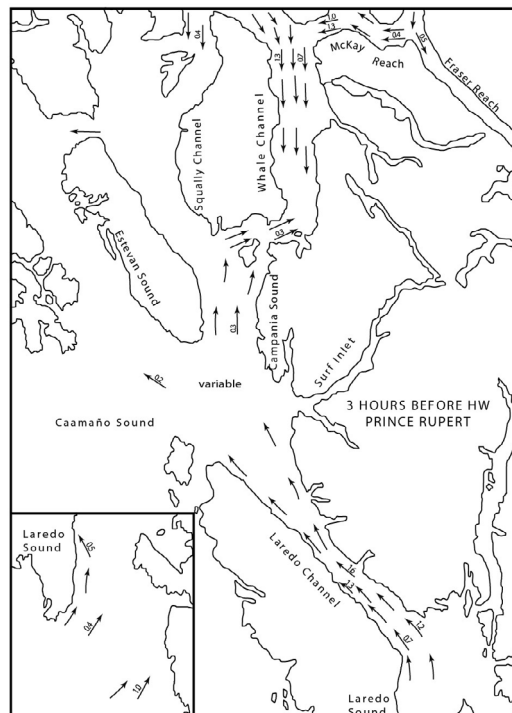 04
10
13
04
05
McKay
Reach
Fraser Reach
13
07
Squally Channel
Whale Channel
03
Estevan Sound
Campania Sound
03
02
variable
Surf Inlet
Caamaño Sound
3 HOURS BEFORE HW
PRINCE RUPERT
Laredo
Sound
05
04
10
Laredo Channel
16
13
12
07
Laredo
Sound